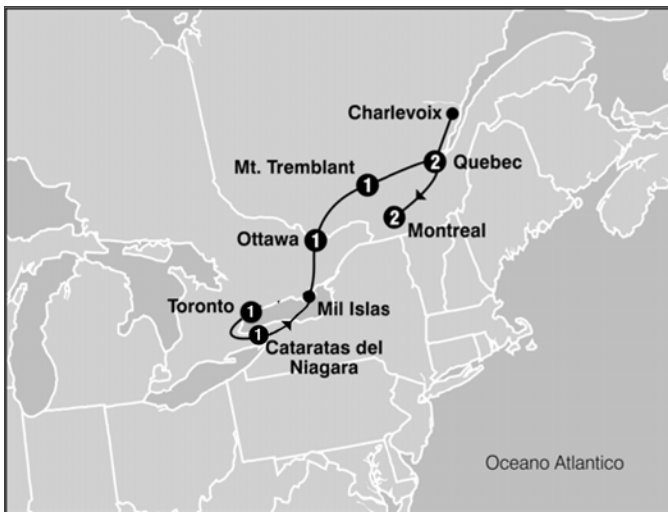 Charlevoix
2 Quebec
Mt. Tremblant
1
2
Montreal
Ottawa 1
Toronto 1
Mil Islas
1
Cataratas del
Niagara
Oceano Atlantico